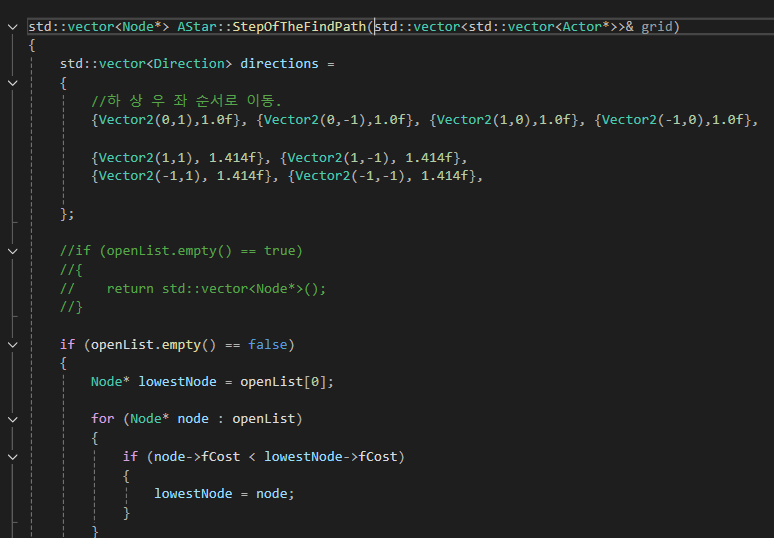 std::vector<Node*> AStar::StepOfTheFindPath(std::vector<std::vector<Actor*>>& grid)
{
    std::vector<Direction> directions =
    {
        //하 상 우 좌 순서로 이동.
        {Vector2(0,1),1.0f}, {Vector2(0,-1),1.0f}, {Vector2(1,0),1.0f}, {Vector2(-1,0),1.0f},
        {Vector2(1,1), 1.414f}, {Vector2(1,-1), 1.414f},
        {Vector2(-1,1), 1.414f}, {Vector2(-1,-1), 1.414f},
    };
    //if (openList.empty() == true)
    //{
    //    return std::vector<Node*>();
    //}
    if (openList.empty() == false)
    {
        Node* lowestNode = openList[0];
        for (Node* node : openList)
        {
            if (node->fCost < lowestNode->fCost)
            {
                lowestNode = node;
            }
        }